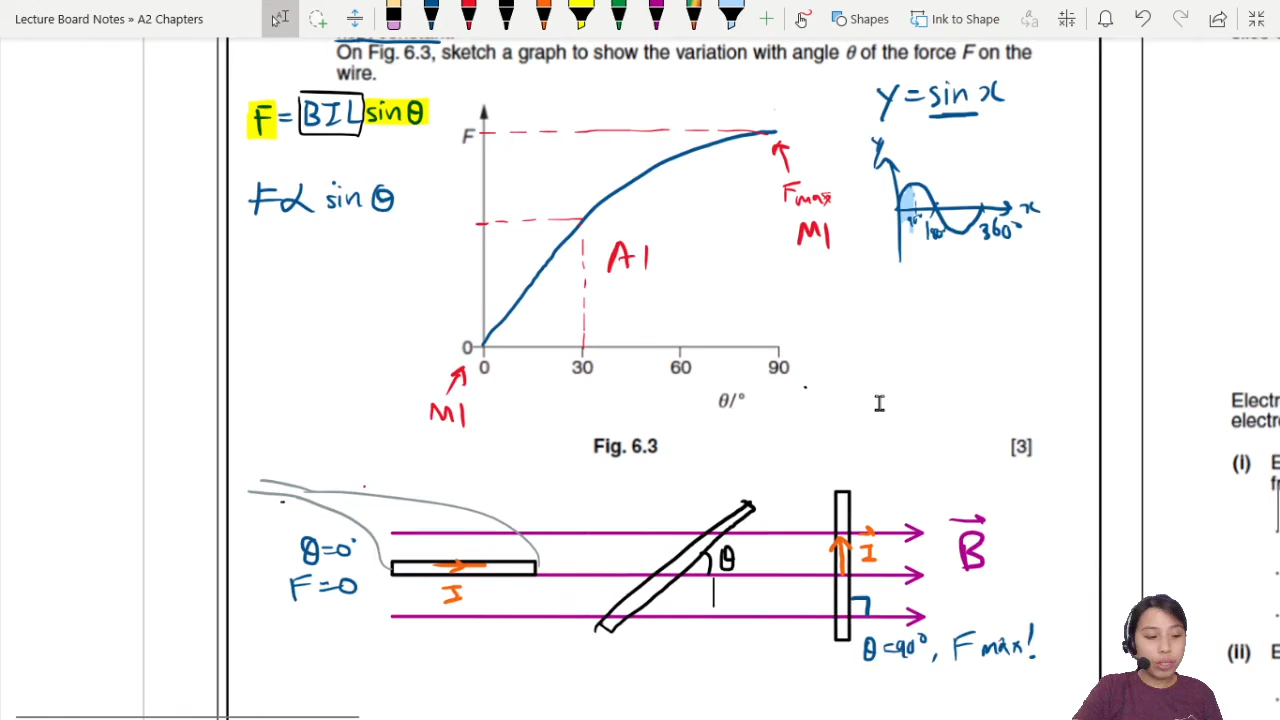 Lecture Board Notes » A2 Chapters
Shapes
Ink to Shape
On Fig. 6.3, sketch a graph to show the variation with angle θ of the force F on the
wire.
F = BIL sin θ
F ∝ sin θ
F
0
0
30
60
90
θ/°
Fmax
M1
A1
M1
y = sin x
y
x
90°
180°
360°
Fig. 6.3
[3]
θ=0°
F=0
I
θ
I
B
θ=90°, F max!
Electr
electro
(i) E
(ii) E